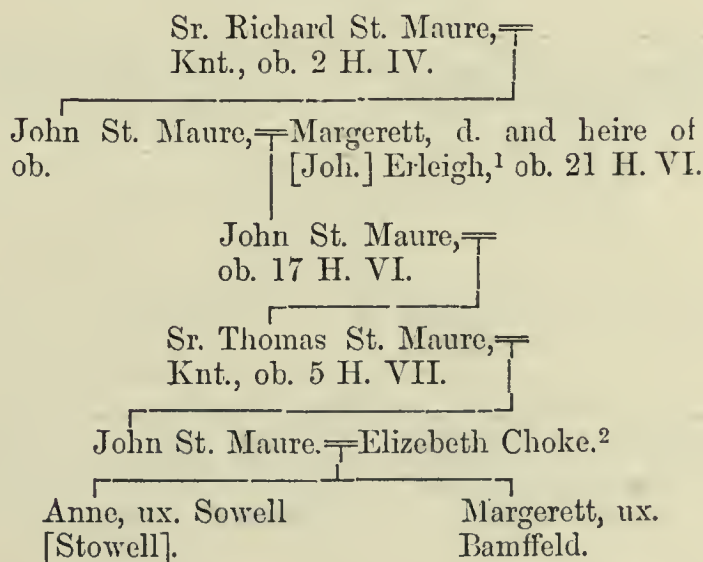 Sr. Richard St. Maure,
Knt., ob. 2 H. IV.
John St. Maure,
ob.
Margerett, d. and heire of
[Joh.] Erleigh,¹ ob. 21 H. VI.
John St. Maure,
ob. 17 H. VI.
Sr. Thomas St. Maure,
Knt., ob. 5 H. VII.
John St. Maure.
Elizebeth Choke.²
Anne, ux. Sowell
[Stowell].
Margerett, ux.
Bamffeld.